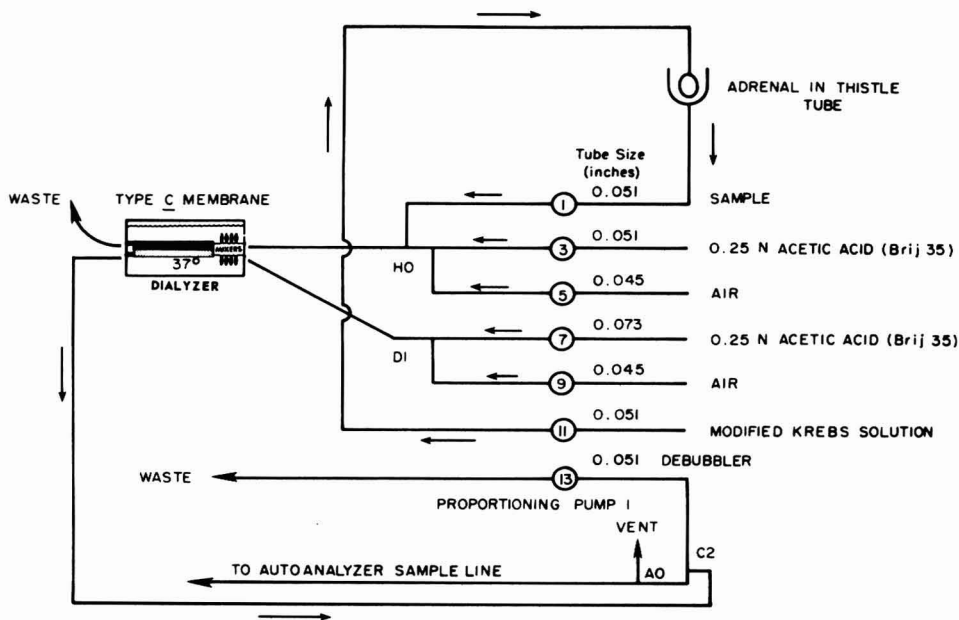 ADRENAL IN THISTLE
TUBE
Tube Size
(inches)
WASTE
TYPE C MEMBRANE
1
0.051
SAMPLE
MIXERS
37°
DIALYZER
HO
3
0.051
0.25 N ACETIC ACID (Brij 35)
5
0.045
AIR
DI
7
0.073
0.25 N ACETIC ACID (Brij 35)
9
0.045
AIR
11
0.051
MODIFIED KREBS SOLUTION
WASTE
13
0.051 DEBUBBLER
PROPORTIONING PUMP 1
VENT
C2
TO AUTOANALYZER SAMPLE LINE
AO